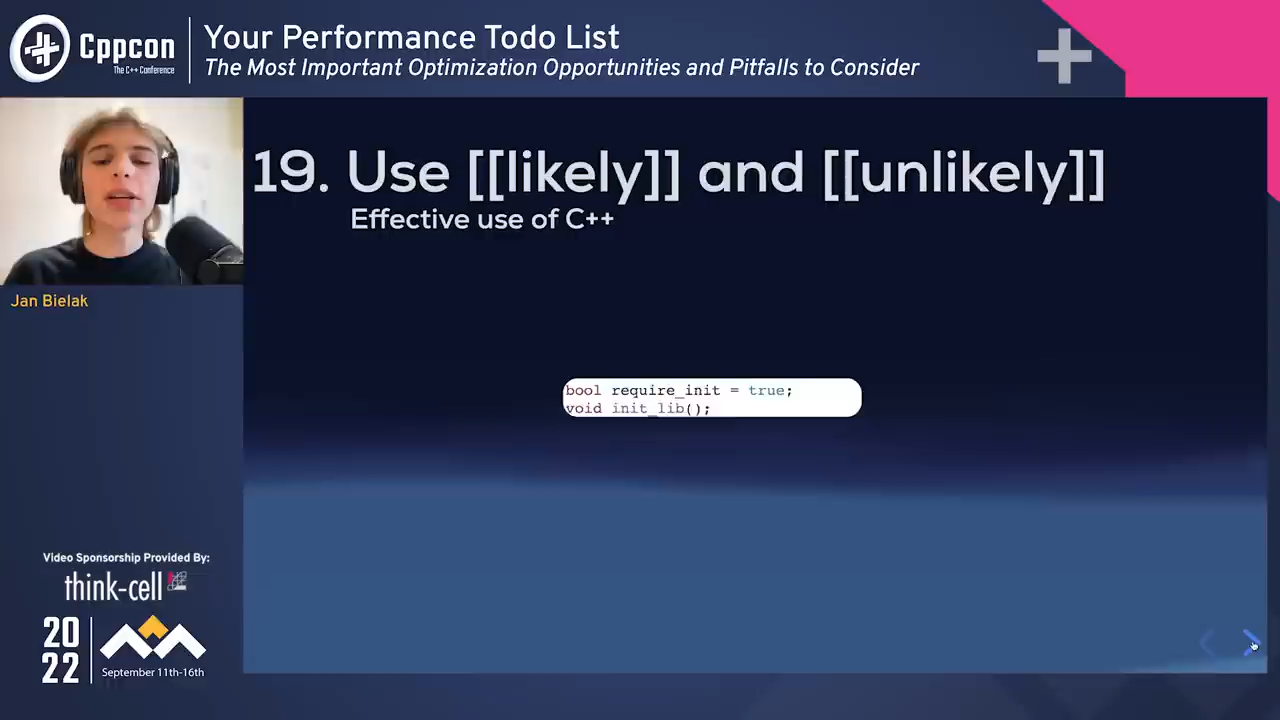 Cppcon
The C++ Conference
Your Performance Todo List
The Most Important Optimization Opportunities and Pitfalls to Consider
19. Use [[likely]] and [[unlikely]]
Effective use of C++
Jan Bielak
bool require_init = true;
void init_lib();
Video Sponsorship Provided By:
think-cell
20
22
September 11th-16th